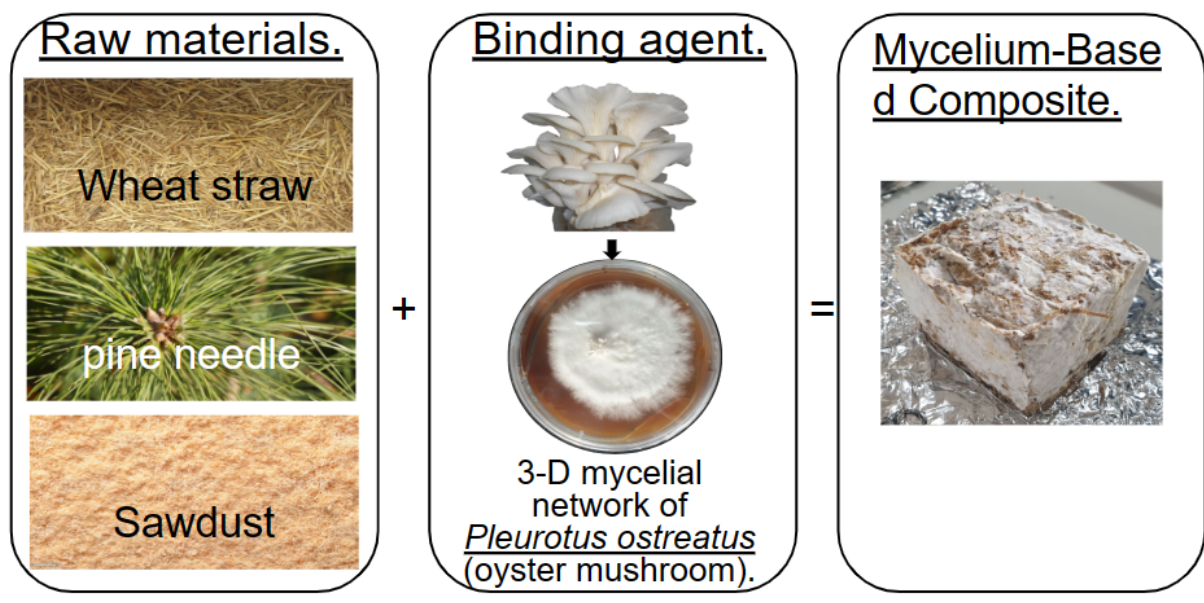 Raw materials.
Wheat straw
pine needle
Sawdust
+
Binding agent.
3-D mycelial
network of
Pleurotus ostreatus
(oyster mushroom).
=
Mycelium-Base
d Composite.